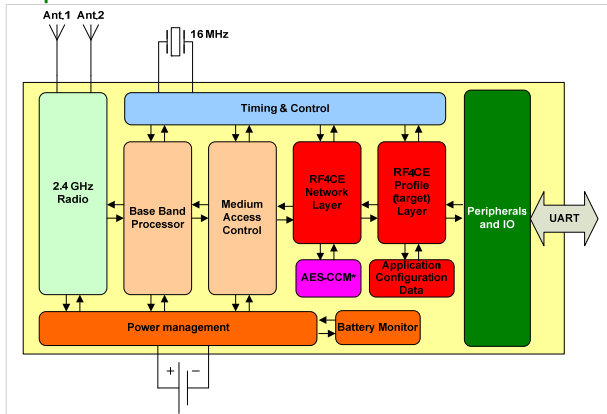 Ant.1 Ant.2
16 MHz
Timing & Control
2.4 GHz
Radio
Base Band
Processor
Medium
Access
Control
RF4CE
Network
Layer
RF4CE
Profile
(target)
Layer
Peripherals
and IO
UART
AES-CCM*
Application
Configuration
Data
Power management
Battery Monitor
+ −